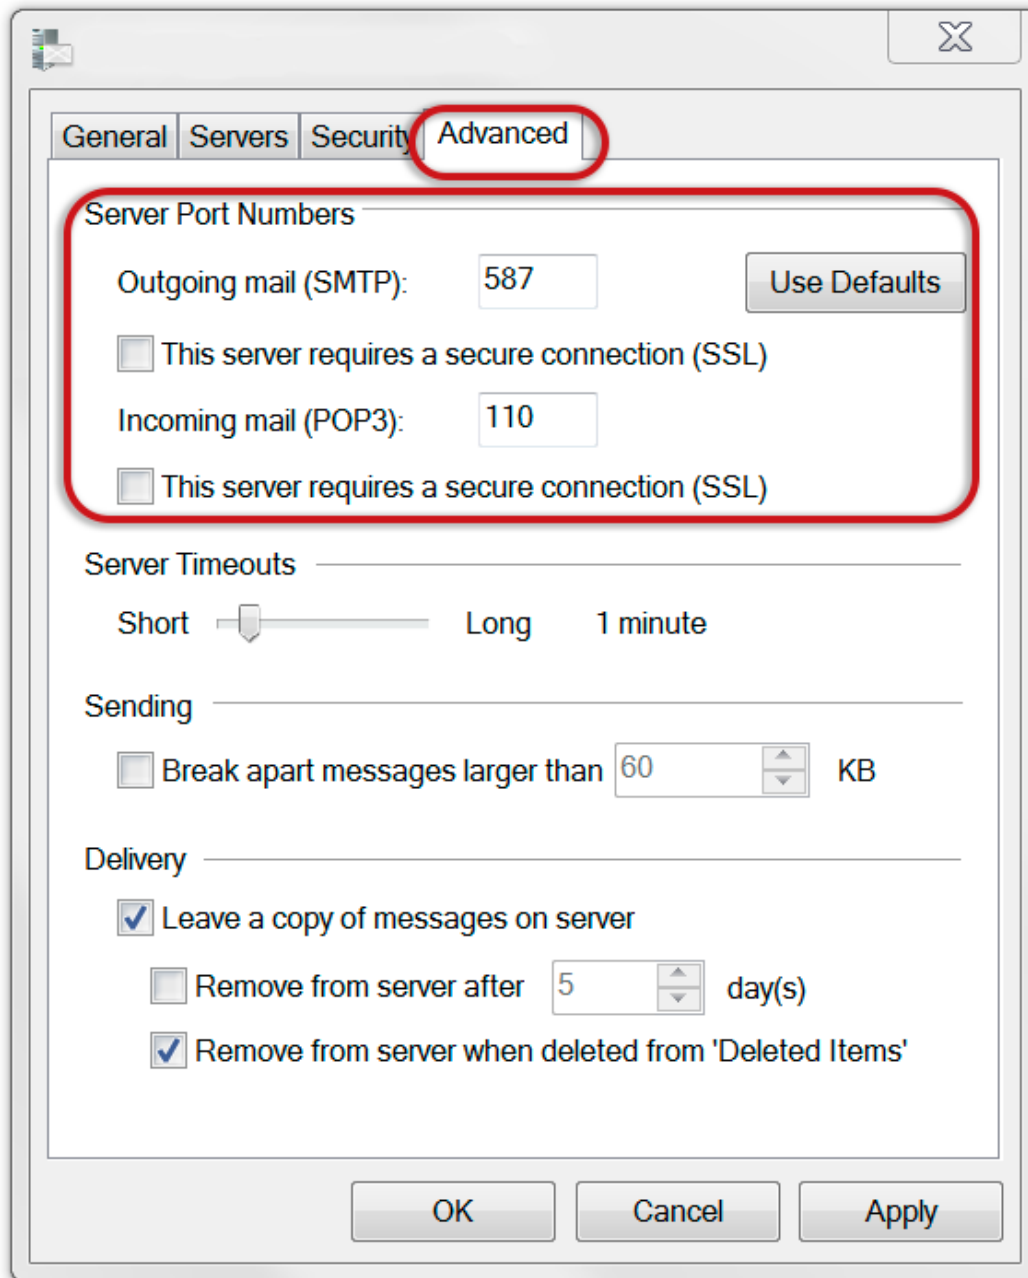 General Servers Security Advanced
Server Port Numbers
Outgoing mail (SMTP): 587 Use Defaults
This server requires a secure connection (SSL)
Incoming mail (POP3): 110
This server requires a secure connection (SSL)
Server Timeouts
Short Long 1 minute
Sending
Break apart messages larger than 60 KB
Delivery
Leave a copy of messages on server
Remove from server after 5 day(s)
Remove from server when deleted from 'Deleted Items'
OK Cancel Apply